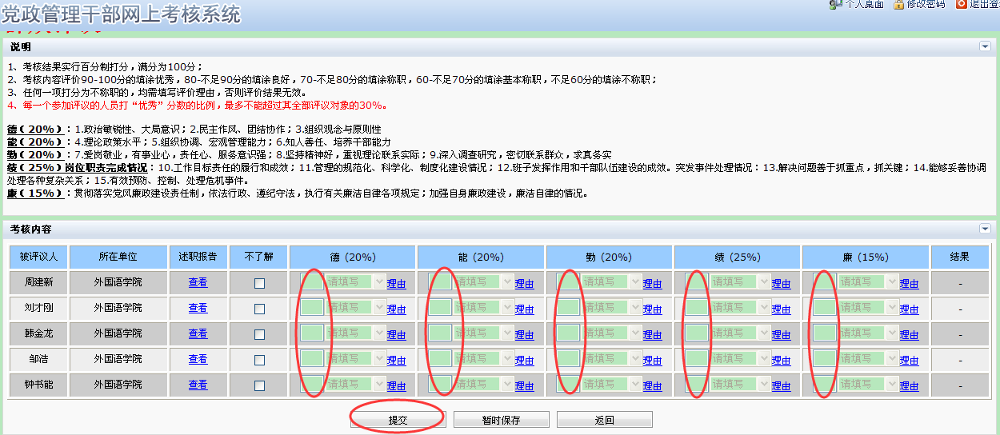 党政管理干部网上考核系统
个人桌面 修改密码 退出登
说明
1、考核结果实行百分制打分，满分为100分；
2、考核内容评价90-100分的填涂优秀，80-不足90分的填涂良好，70-不足80分的填涂称职，60-不足70分的填涂基本称职，不足60分的填涂不称职；
3、任何一项打分为不称职的，均需填写评价理由，否则评价结果无效。
4、每一个参加评议的人员打“优秀”分数的比例，最多不能超过其全部评议对象的30%。
德（20%）：1.政治敏锐性、大局意识；2.民主作风、团结协作；3.组织观念与原则性
能（20%）：4.理论政策水平；5.组织协调、宏观管理能力；6.知人善任、培养干部能力
勤（20%）：7.爱岗敬业，有事业心，责任心、服务意识强；8.坚持精神好，重视理论联系实际；9.深入调查研究，密切联系群众，求真务实
绩（25%）岗位职责完成情况：10.工作目标责任的履行和成效；11.管理的规范化、科学化、制度化建设情况；12.班子发挥作用和干部队伍建设的成效。突发事件处理情况：13.解决问题善于抓重点，抓关键；14.能够妥善协调
处理各种复杂关系；15.有效预防、控制、处理危机事件。
廉（15%）：贯彻落实党风廉政建设责任制，依法行政、遵纪守法，执行有关廉洁自律各项规定；加强自身廉政建设，廉洁自律的情况。
考核内容
被评议人 所在单位 述职报告 不了解 德（20%） 能（20%） 勤（20%） 绩（25%） 廉（15%） 结果
周建新 外国语学院 查看 请填写 理由 请填写 理由 请填写 理由 请填写 理由 请填写 理由 -
刘才刚 外国语学院 查看 请填写 理由 请填写 理由 请填写 理由 请填写 理由 请填写 理由 -
韩金龙 外国语学院 查看 请填写 理由 请填写 理由 请填写 理由 请填写 理由 请填写 理由 -
邹浩 外国语学院 查看 请填写 理由 请填写 理由 请填写 理由 请填写 理由 请填写 理由 -
钟书能 外国语学院 查看 请填写 理由 请填写 理由 请填写 理由 请填写 理由 请填写 理由 -
提交 暂时保存 返回